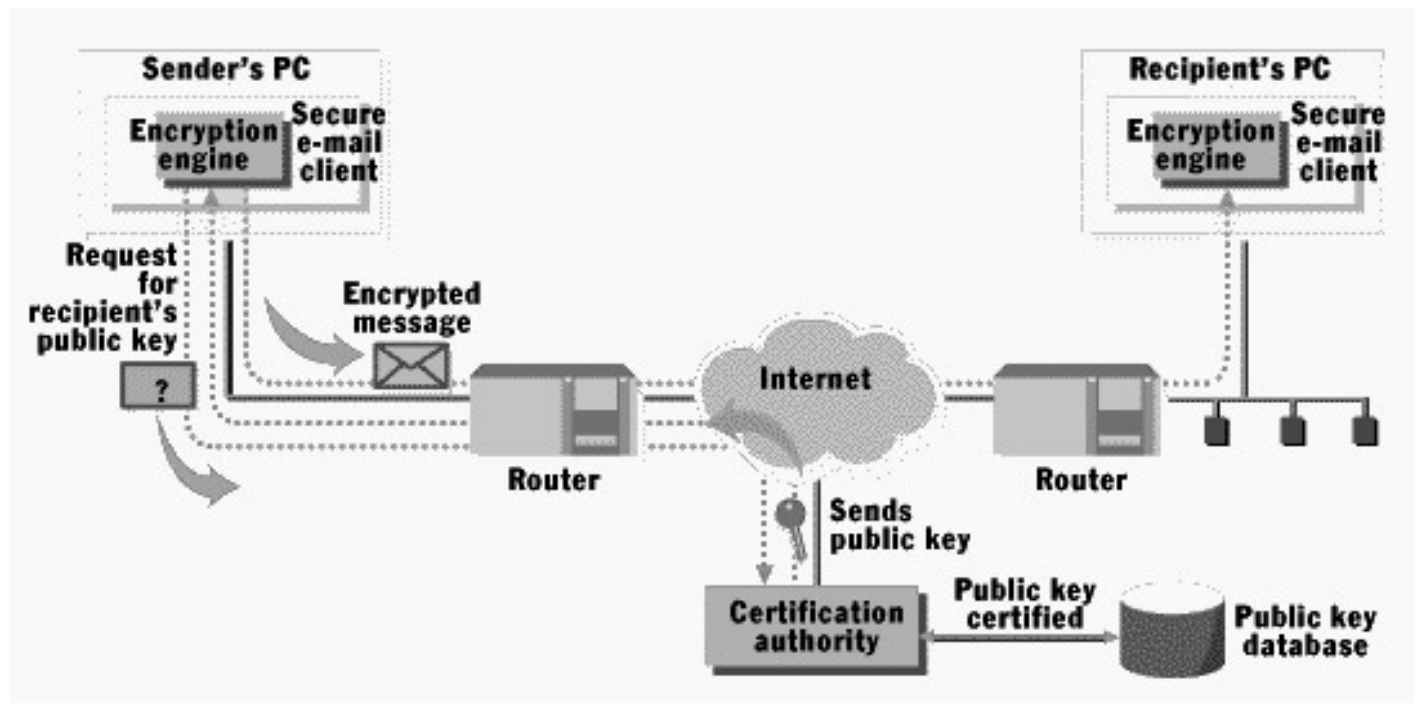 Sender's PC
Encryption
engine
Secure
e-mail
client
Recipient's PC
Encryption
engine
Secure
e-mail
client
Request
for
recipient's
public key
?
Encrypted
message
Internet
Router
Router
Sends
public key
Certification
authority
Public key
certified
Public key
database